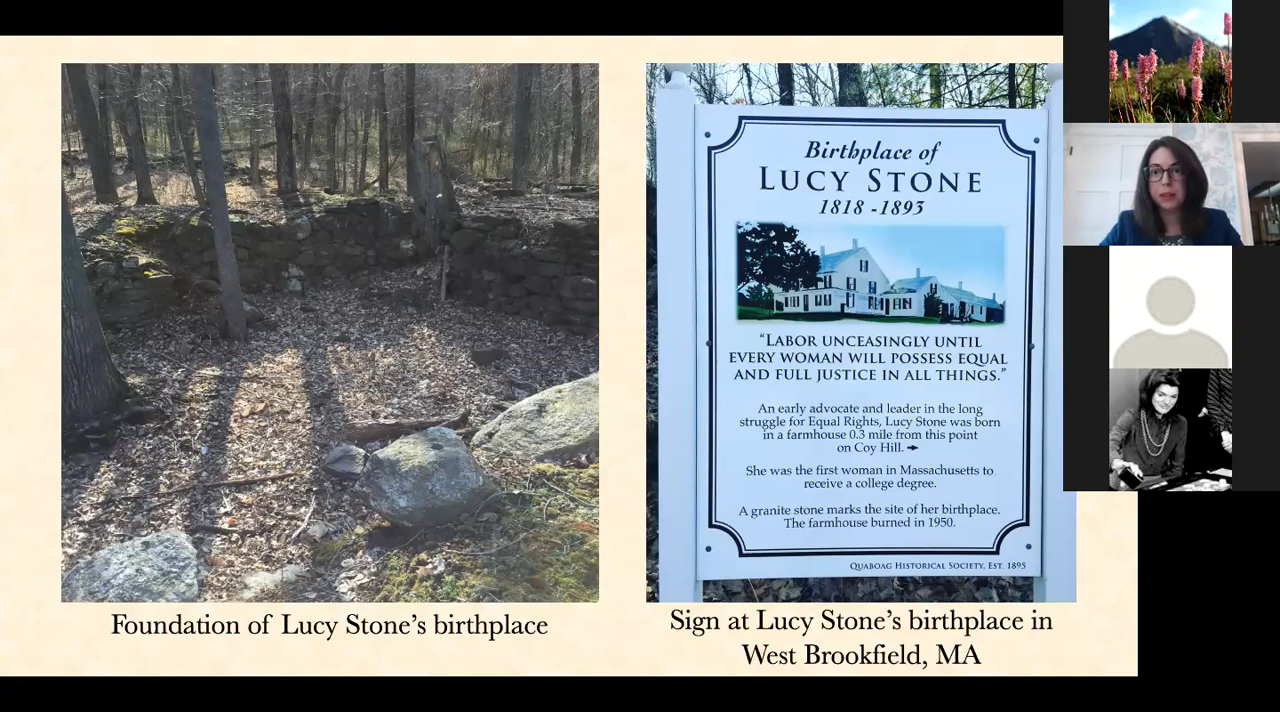 Birthplace of
LUCY STONE
1818 -1893
“LABOR UNCEASINGLY UNTIL
EVERY WOMAN WILL POSSESS EQUAL
AND FULL JUSTICE IN ALL THINGS.”
An early advocate and leader in the long
struggle for Equal Rights, Lucy Stone was born
in a farmhouse 0.3 mile from this point
on Coy Hill. ➡
She was the first woman in Massachusetts to
receive a college degree.
A granite stone marks the site of her birthplace.
The farmhouse burned in 1950.
QUABOAG HISTORICAL SOCIETY, EST. 1895
Foundation of Lucy Stone’s birthplace
Sign at Lucy Stone’s birthplace in
West Brookfield, MA